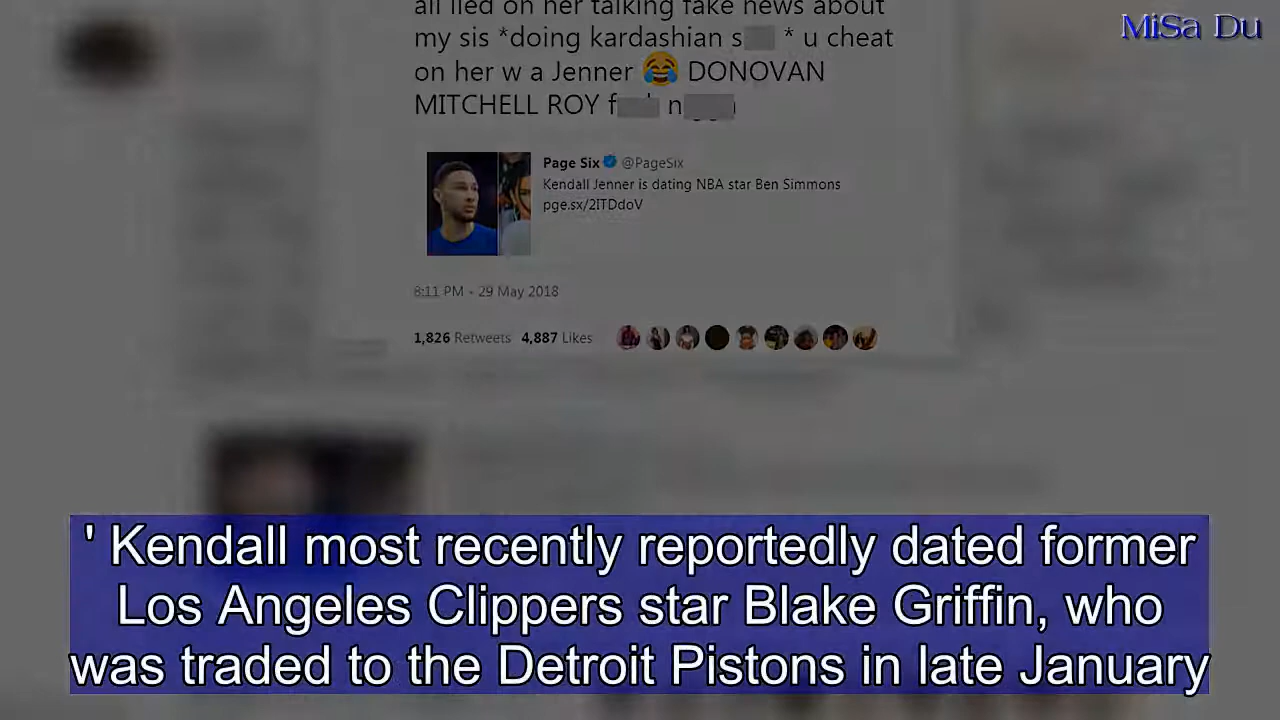 MiSa Du
all lied on her talking fake news about
my sis *doing kardashian s * u cheat
on her w a Jenner 😂 DONOVAN
MITCHELL ROY f n
Page Six @PageSix
Kendall Jenner is dating NBA star Ben Simmons
pge.sx/2ITDdoV
8:11 PM - 29 May 2018
1,826 Retweets 4,887 Likes
' Kendall most recently reportedly dated former
Los Angeles Clippers star Blake Griffin, who
was traded to the Detroit Pistons in late January